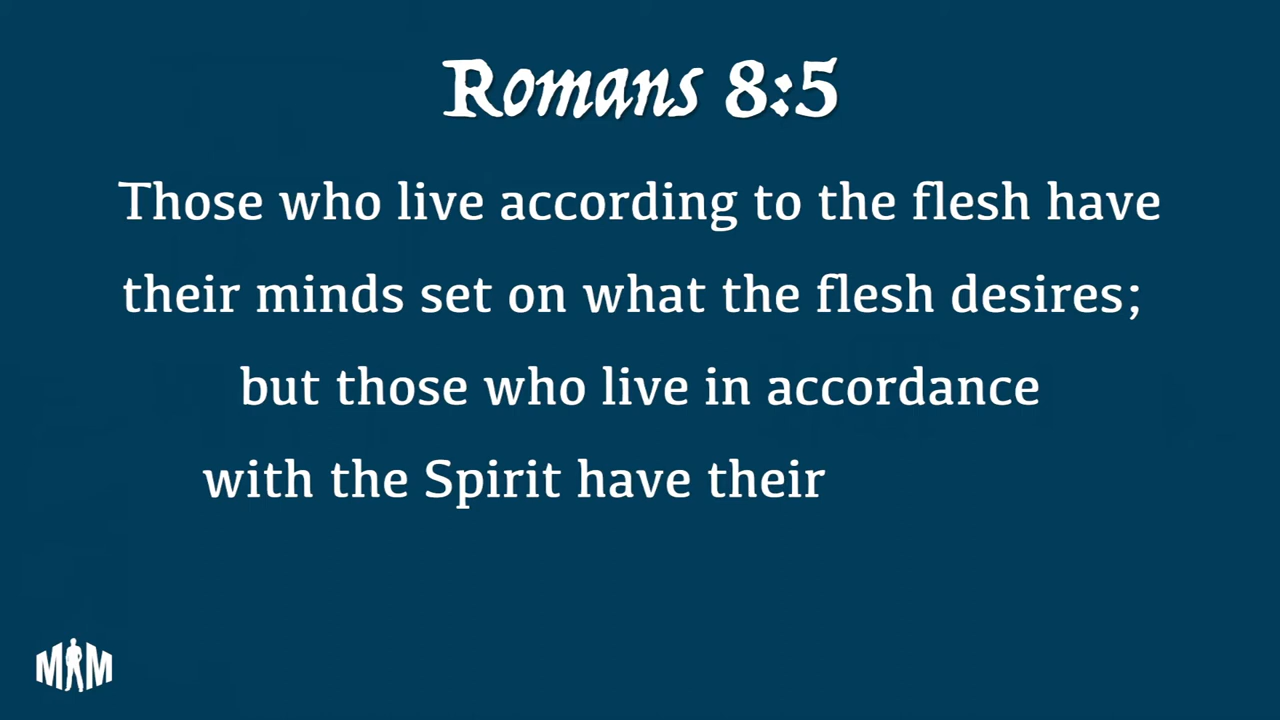 Romans 8:5
Those who live according to the flesh have
their minds set on what the flesh desires;
but those who live in accordance
with the Spirit have their
M M